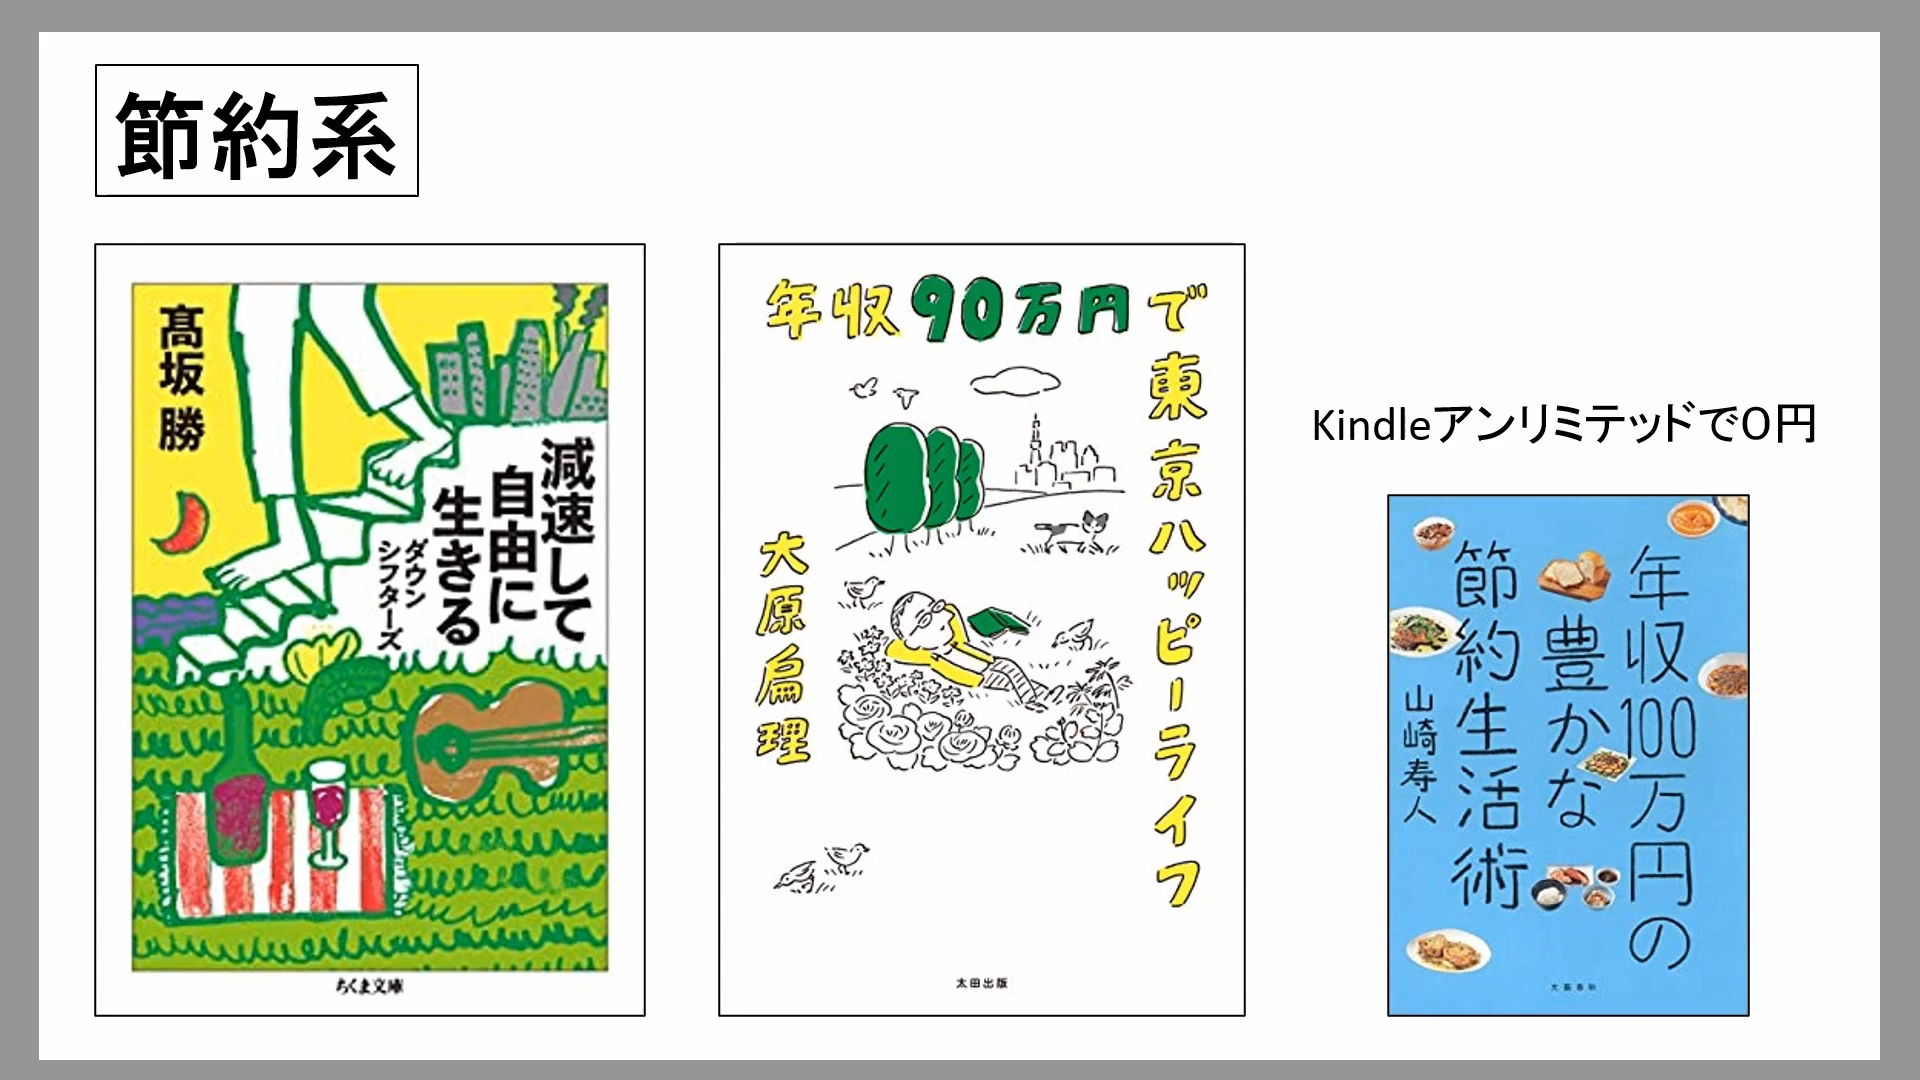 節約系
髙坂 勝
減速して
自由に
生きる
ダウン
シフターズ
ちくま文庫
年収90万円で
東京ハッピーライフ
大原扁理
太田出版
Kindleアンリミテッドで0円
年収100万円の
豊かな
節約生活術
山崎寿人
文藝春秋